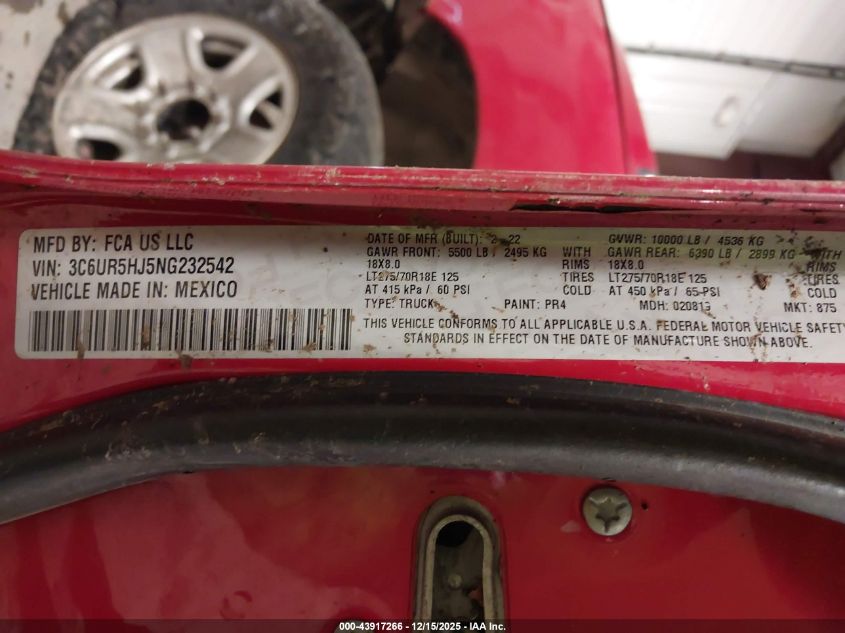 MFD BY: FCA US LLC
VIN: 3C6UR5HJ5NG232542
VEHICLE MADE IN: MEXICO
DATE OF MFR (BUILT): 2-22
GAWR FRONT: 5500 LB / 2495 KG WITH
18X8.0 RIMS
LT275/70R18E 125 TIRES
AT 415 kPa / 60 PSI COLD
TYPE: TRUCK PAINT: PR4
GVWR: 10000 LB / 4536 KG
GAWR REAR: 6390 LB / 2899 KG WITH
18X8.0 RIMS
LT275/70R18E 125 TIRES
AT 450 kPa / 65 PSI COLD
MDH: 020813 MKT: 875
THIS VEHICLE CONFORMS TO ALL APPLICABLE U.S.A. FEDERAL MOTOR VEHICLE SAFETY
STANDARDS IN EFFECT ON THE DATE OF MANUFACTURE SHOWN ABOVE.
000-43917266 - 12/15/2025 - IAA Inc.